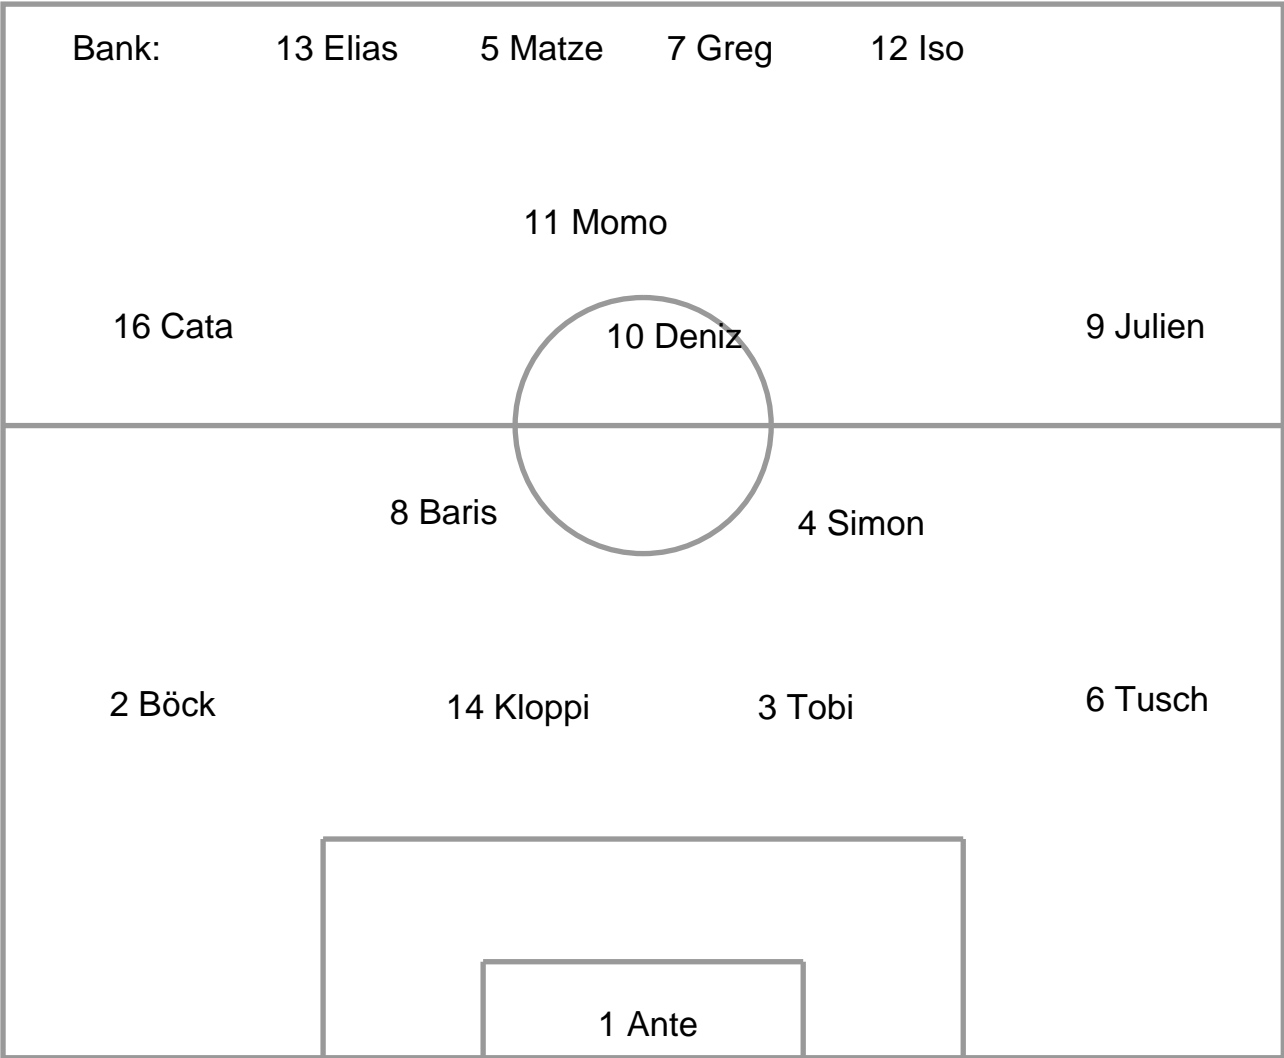 Bank: 13 Elias 5 Matze 7 Greg 12 Iso
11 Momo
16 Cata 10 Deniz 9 Julien
8 Baris 4 Simon
2 Böck 14 Kloppi 3 Tobi 6 Tusch
1 Ante